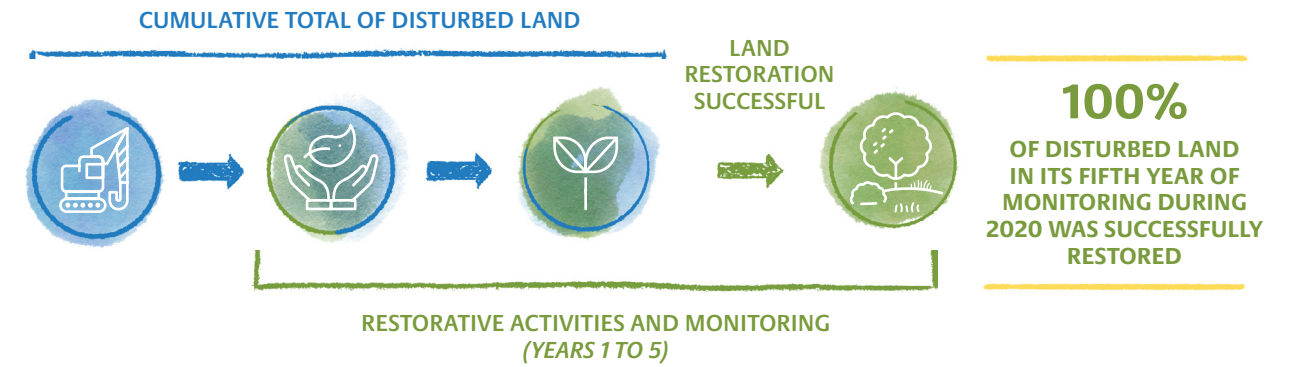 CUMULATIVE TOTAL OF DISTURBED LAND
LAND
RESTORATION
SUCCESSFUL
100%
OF DISTURBED LAND
IN ITS FIFTH YEAR OF
MONITORING DURING
2020 WAS SUCCESSFULLY
RESTORED
RESTORATIVE ACTIVITIES AND MONITORING
(YEARS 1 TO 5)